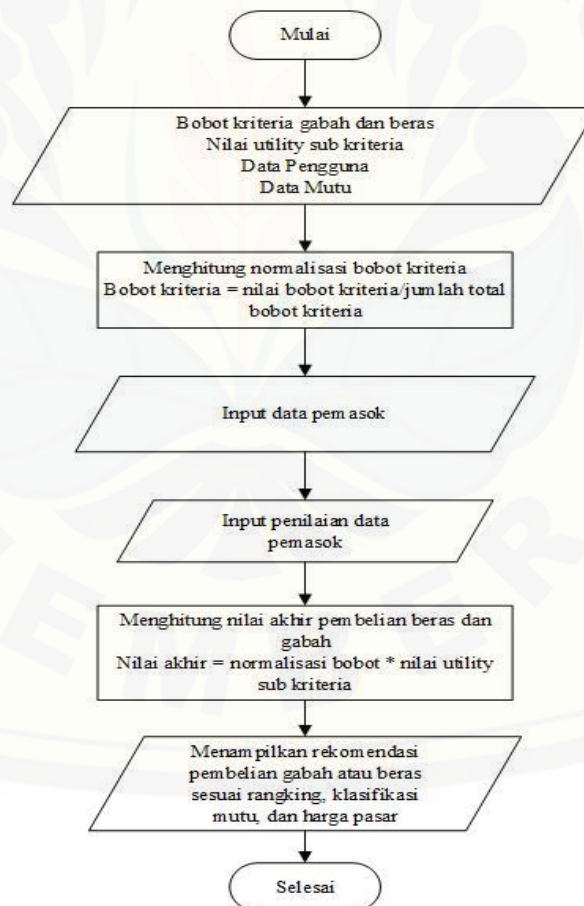 Mulai
Bobot kriteria gabah dan beras
Nilai utility sub kriteria
Data Pengguna
Data Mutu
Menghitung normalisasi bobot kriteria
Bobot kriteria = nilai bobot kriteria/jumlah total
bobot kriteria
Input data pemasok
Input penilaian data
pemasok
Menghitung nilai akhir pembelian beras dan
gabah
Nilai akhir = normalisasi bobot * nilai utility
sub kriteria
Menampilkan rekomendasi
pembelian gabah atau beras
sesuai rangking, klasifikasi
mutu, dan harga pasar
Selesai